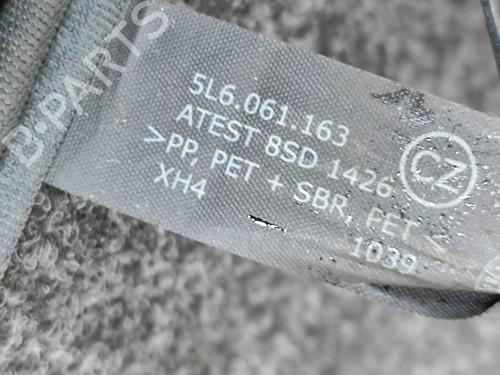 B-PARTS
5L6.061.163
ATEST 8SD 1426
>PP, PET + SBR, PET <
XH4
1039
CZ